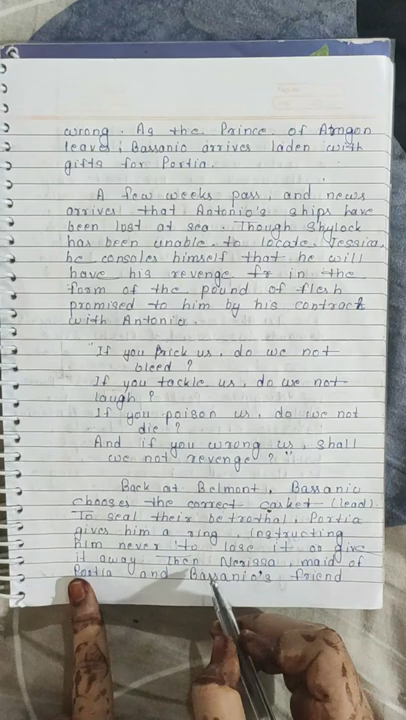 wrong. As the Prince of Arragon
leaves, Bassanio arrives laden with
gifts for Portia.
A few weeks pass, and news
arrives that Antonio's ships have
been lost at sea. Though Shylock
has been unable to locate Jessica,
he consoles himself that he will
have his revenge fr in the
form of the pound of flesh
promised to him by his contract
with Antonio.
"If you prick us, do we not
bleed?
If you tackle us, do we not
laugh?
If you poison us, do we not
die?
And if you wrong us, shall
we not revenge?"
Back at Belmont, Bassanio
chooses the correct casket (lead)
To seal their betrothal, Portia
gives him a ring, instructing
him never to lose it or give
it away. Then Nerissa, maid of
Portia and Bassanio's friend